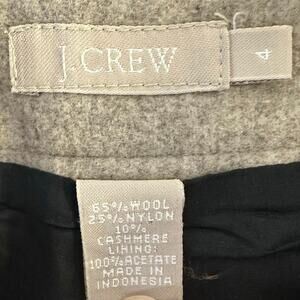 J.CREW
4
65%WOOL
25%NYLON
10%
CASHMERE
LINING:
100%ACETATE
MADE IN
INDONESIA